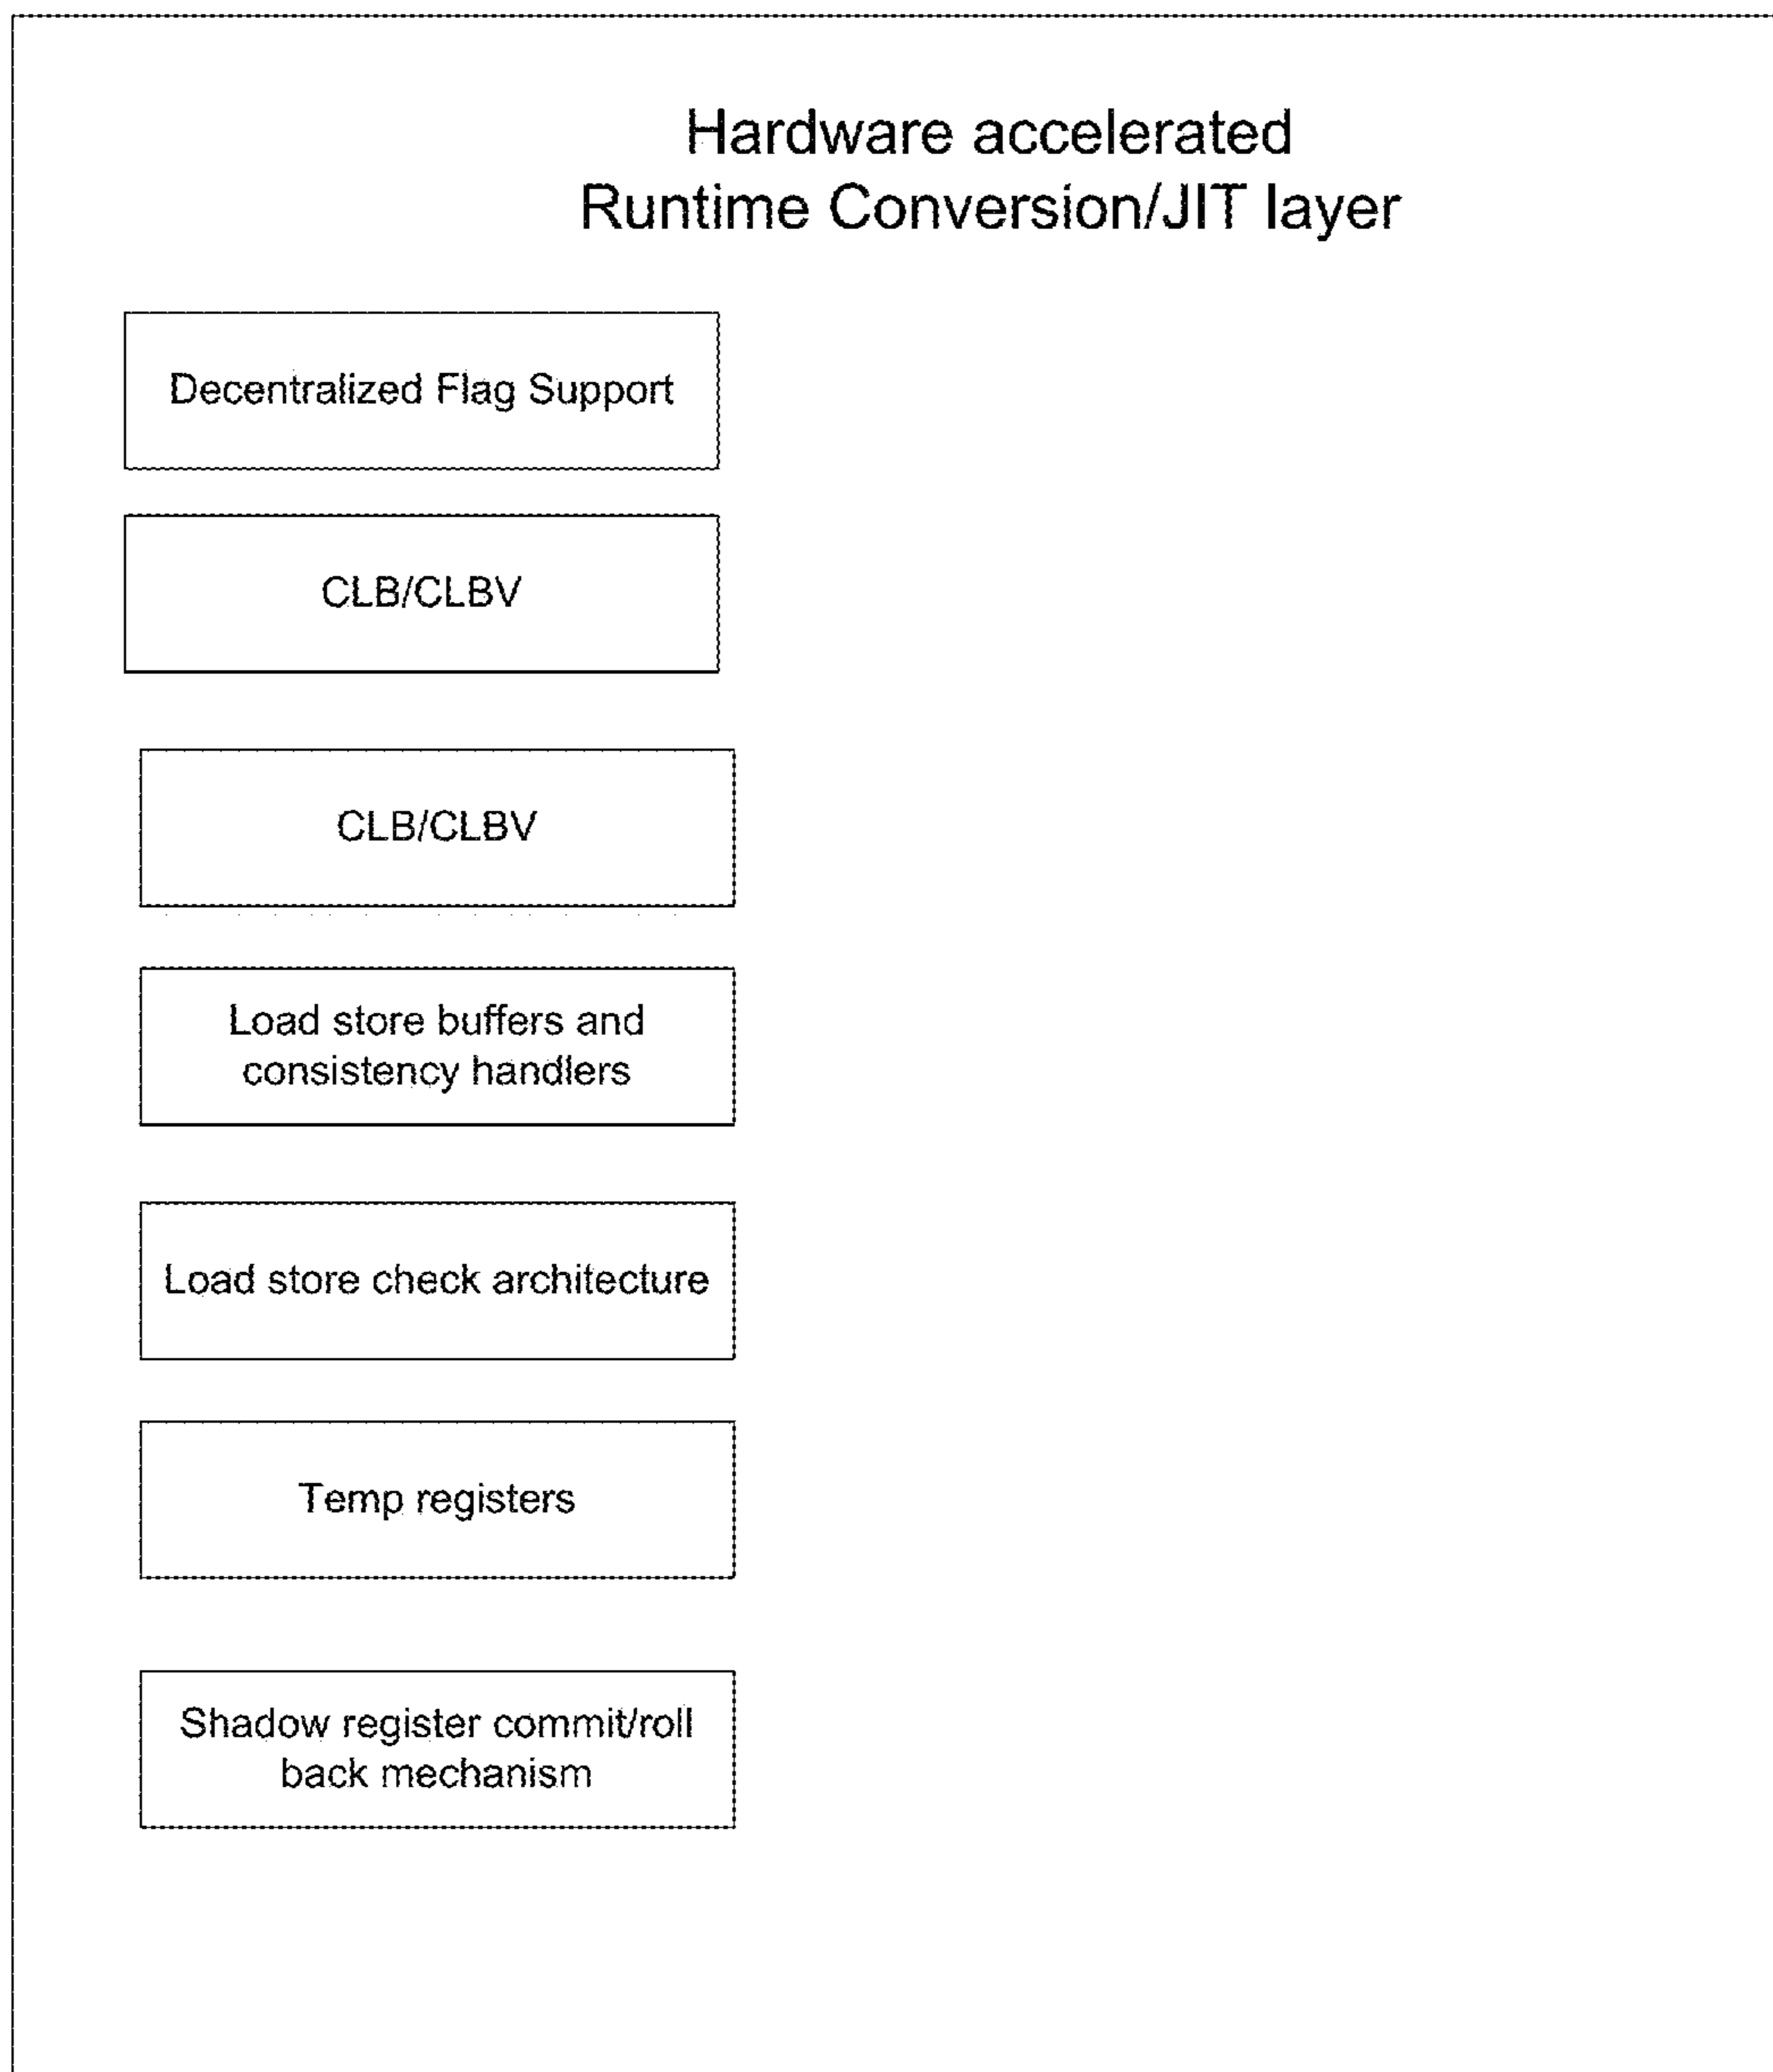 Hardware accelerated
Runtime Conversion/JIT layer
Decentralized Flag Support
CLB/CLBV
CLB/CLBV
Load store buffers and
consistency handlers
Load store check architecture
Temp registers
Shadow register commit/roll
back mechanism